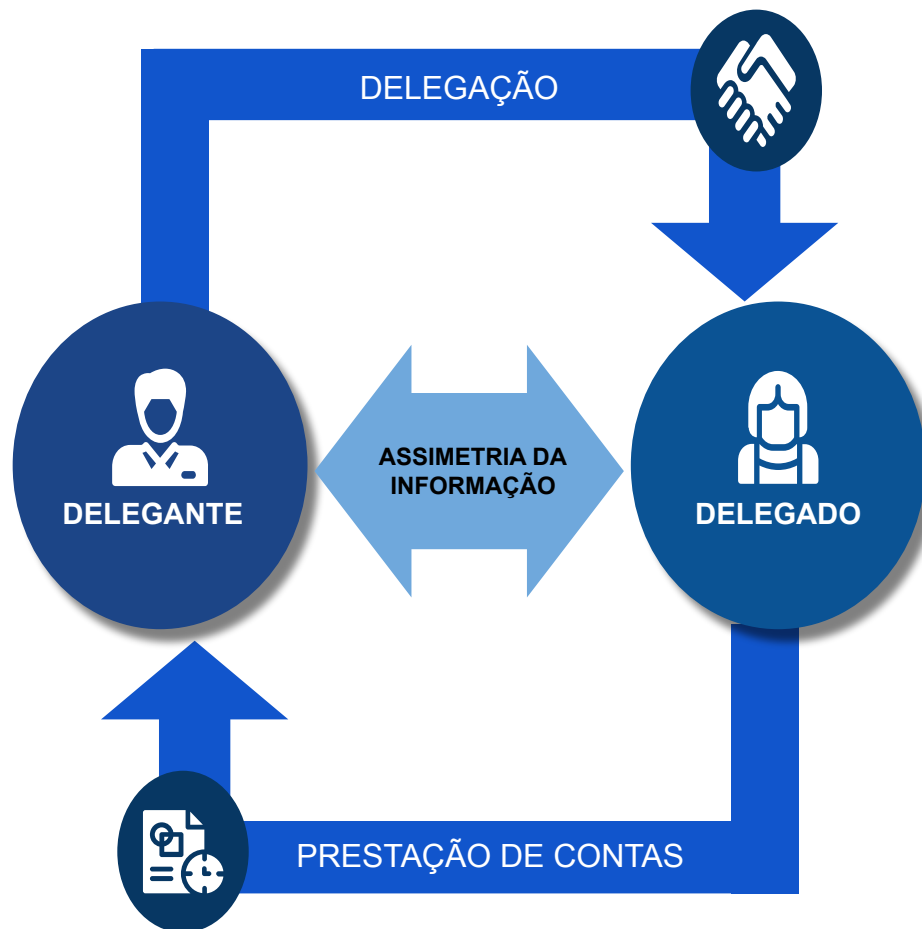 DELEGAÇÃO
ASSIMETRIA DA
INFORMAÇÃO
DELEGANTE
DELEGADO
PRESTAÇÃO DE CONTAS